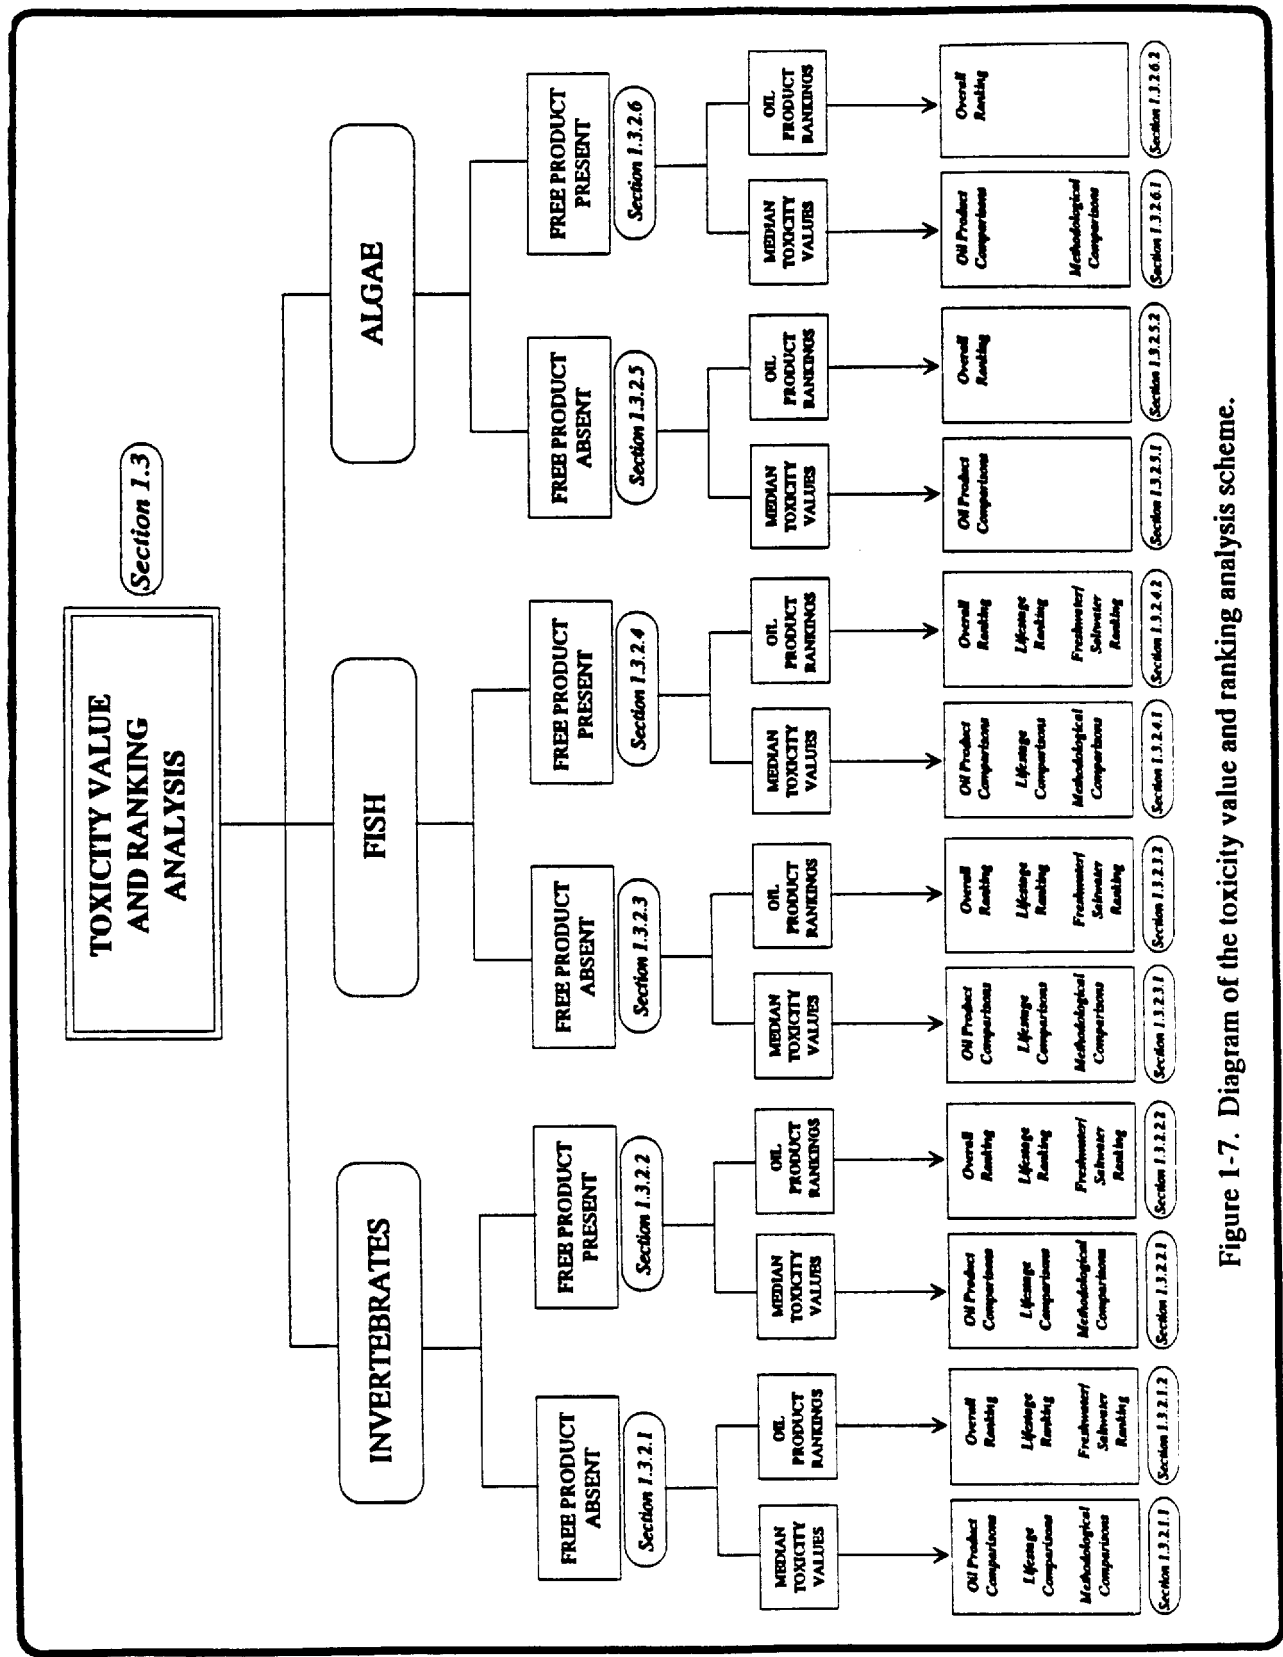 TOXICITY VALUE
AND RANKING
ANALYSIS
Section 1.3
INVERTEBRATES
FISH
ALGAE
FREE PRODUCT
ABSENT
Section 1.3.2.1
FREE PRODUCT
PRESENT
Section 1.3.2.2
FREE PRODUCT
ABSENT
Section 1.3.2.3
FREE PRODUCT
PRESENT
Section 1.3.2.4
FREE PRODUCT
ABSENT
Section 1.3.2.5
FREE PRODUCT
PRESENT
Section 1.3.2.6
MEDIAN
TOXICITY
VALUES
OIL
PRODUCT
RANKINGS
MEDIAN
TOXICITY
VALUES
OIL
PRODUCT
RANKINGS
MEDIAN
TOXICITY
VALUES
OIL
PRODUCT
RANKINGS
MEDIAN
TOXICITY
VALUES
OIL
PRODUCT
RANKINGS
MEDIAN
TOXICITY
VALUES
OIL
PRODUCT
RANKINGS
MEDIAN
TOXICITY
VALUES
OIL
PRODUCT
RANKINGS
Oil Product
Comparisons
Lifestage
Comparisons
Methodological
Comparisons
Section 1.3.2.1.1
Overall
Ranking
Lifestage
Ranking
Freshwater/
Saltwater
Ranking
Section 1.3.2.1.2
Oil Product
Comparisons
Lifestage
Comparisons
Methodological
Comparisons
Section 1.3.2.2.1
Overall
Ranking
Lifestage
Ranking
Freshwater/
Saltwater
Ranking
Section 1.3.2.2.2
Oil Product
Comparisons
Lifestage
Comparisons
Methodological
Comparisons
Section 1.3.2.3.1
Overall
Ranking
Lifestage
Ranking
Freshwater/
Saltwater
Ranking
Section 1.3.2.3.2
Oil Product
Comparisons
Lifestage
Comparisons
Methodological
Comparisons
Section 1.3.2.4.1
Overall
Ranking
Lifestage
Ranking
Freshwater/
Saltwater
Ranking
Section 1.3.2.4.2
Oil Product
Comparisons
Section 1.3.2.5.1
Overall
Ranking
Section 1.3.2.5.2
Oil Product
Comparisons
Methodological
Comparisons
Section 1.3.2.6.1
Overall
Ranking
Section 1.3.2.6.2
Figure 1-7. Diagram of the toxicity value and ranking analysis scheme.